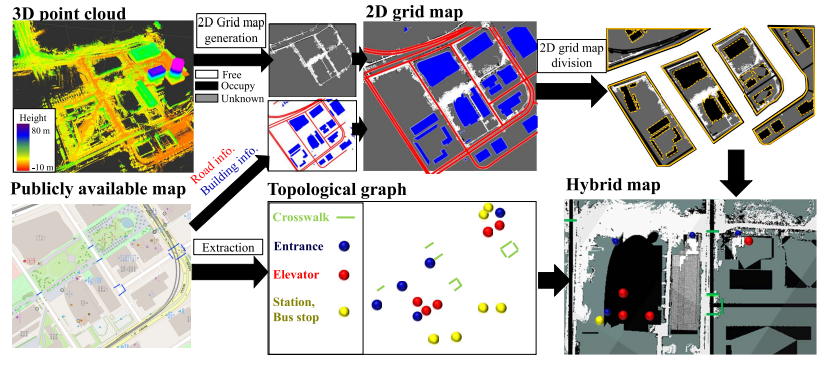 3D point cloud
2D Grid map
generation
2D grid map
2D grid map
division
Free
Occupy
Unknown
Height
80 m
-10 m
Road info.
Building info.
Publicly available map
Extraction
Topological graph
Crosswalk
Entrance
Elevator
Station,
Bus stop
Hybrid map